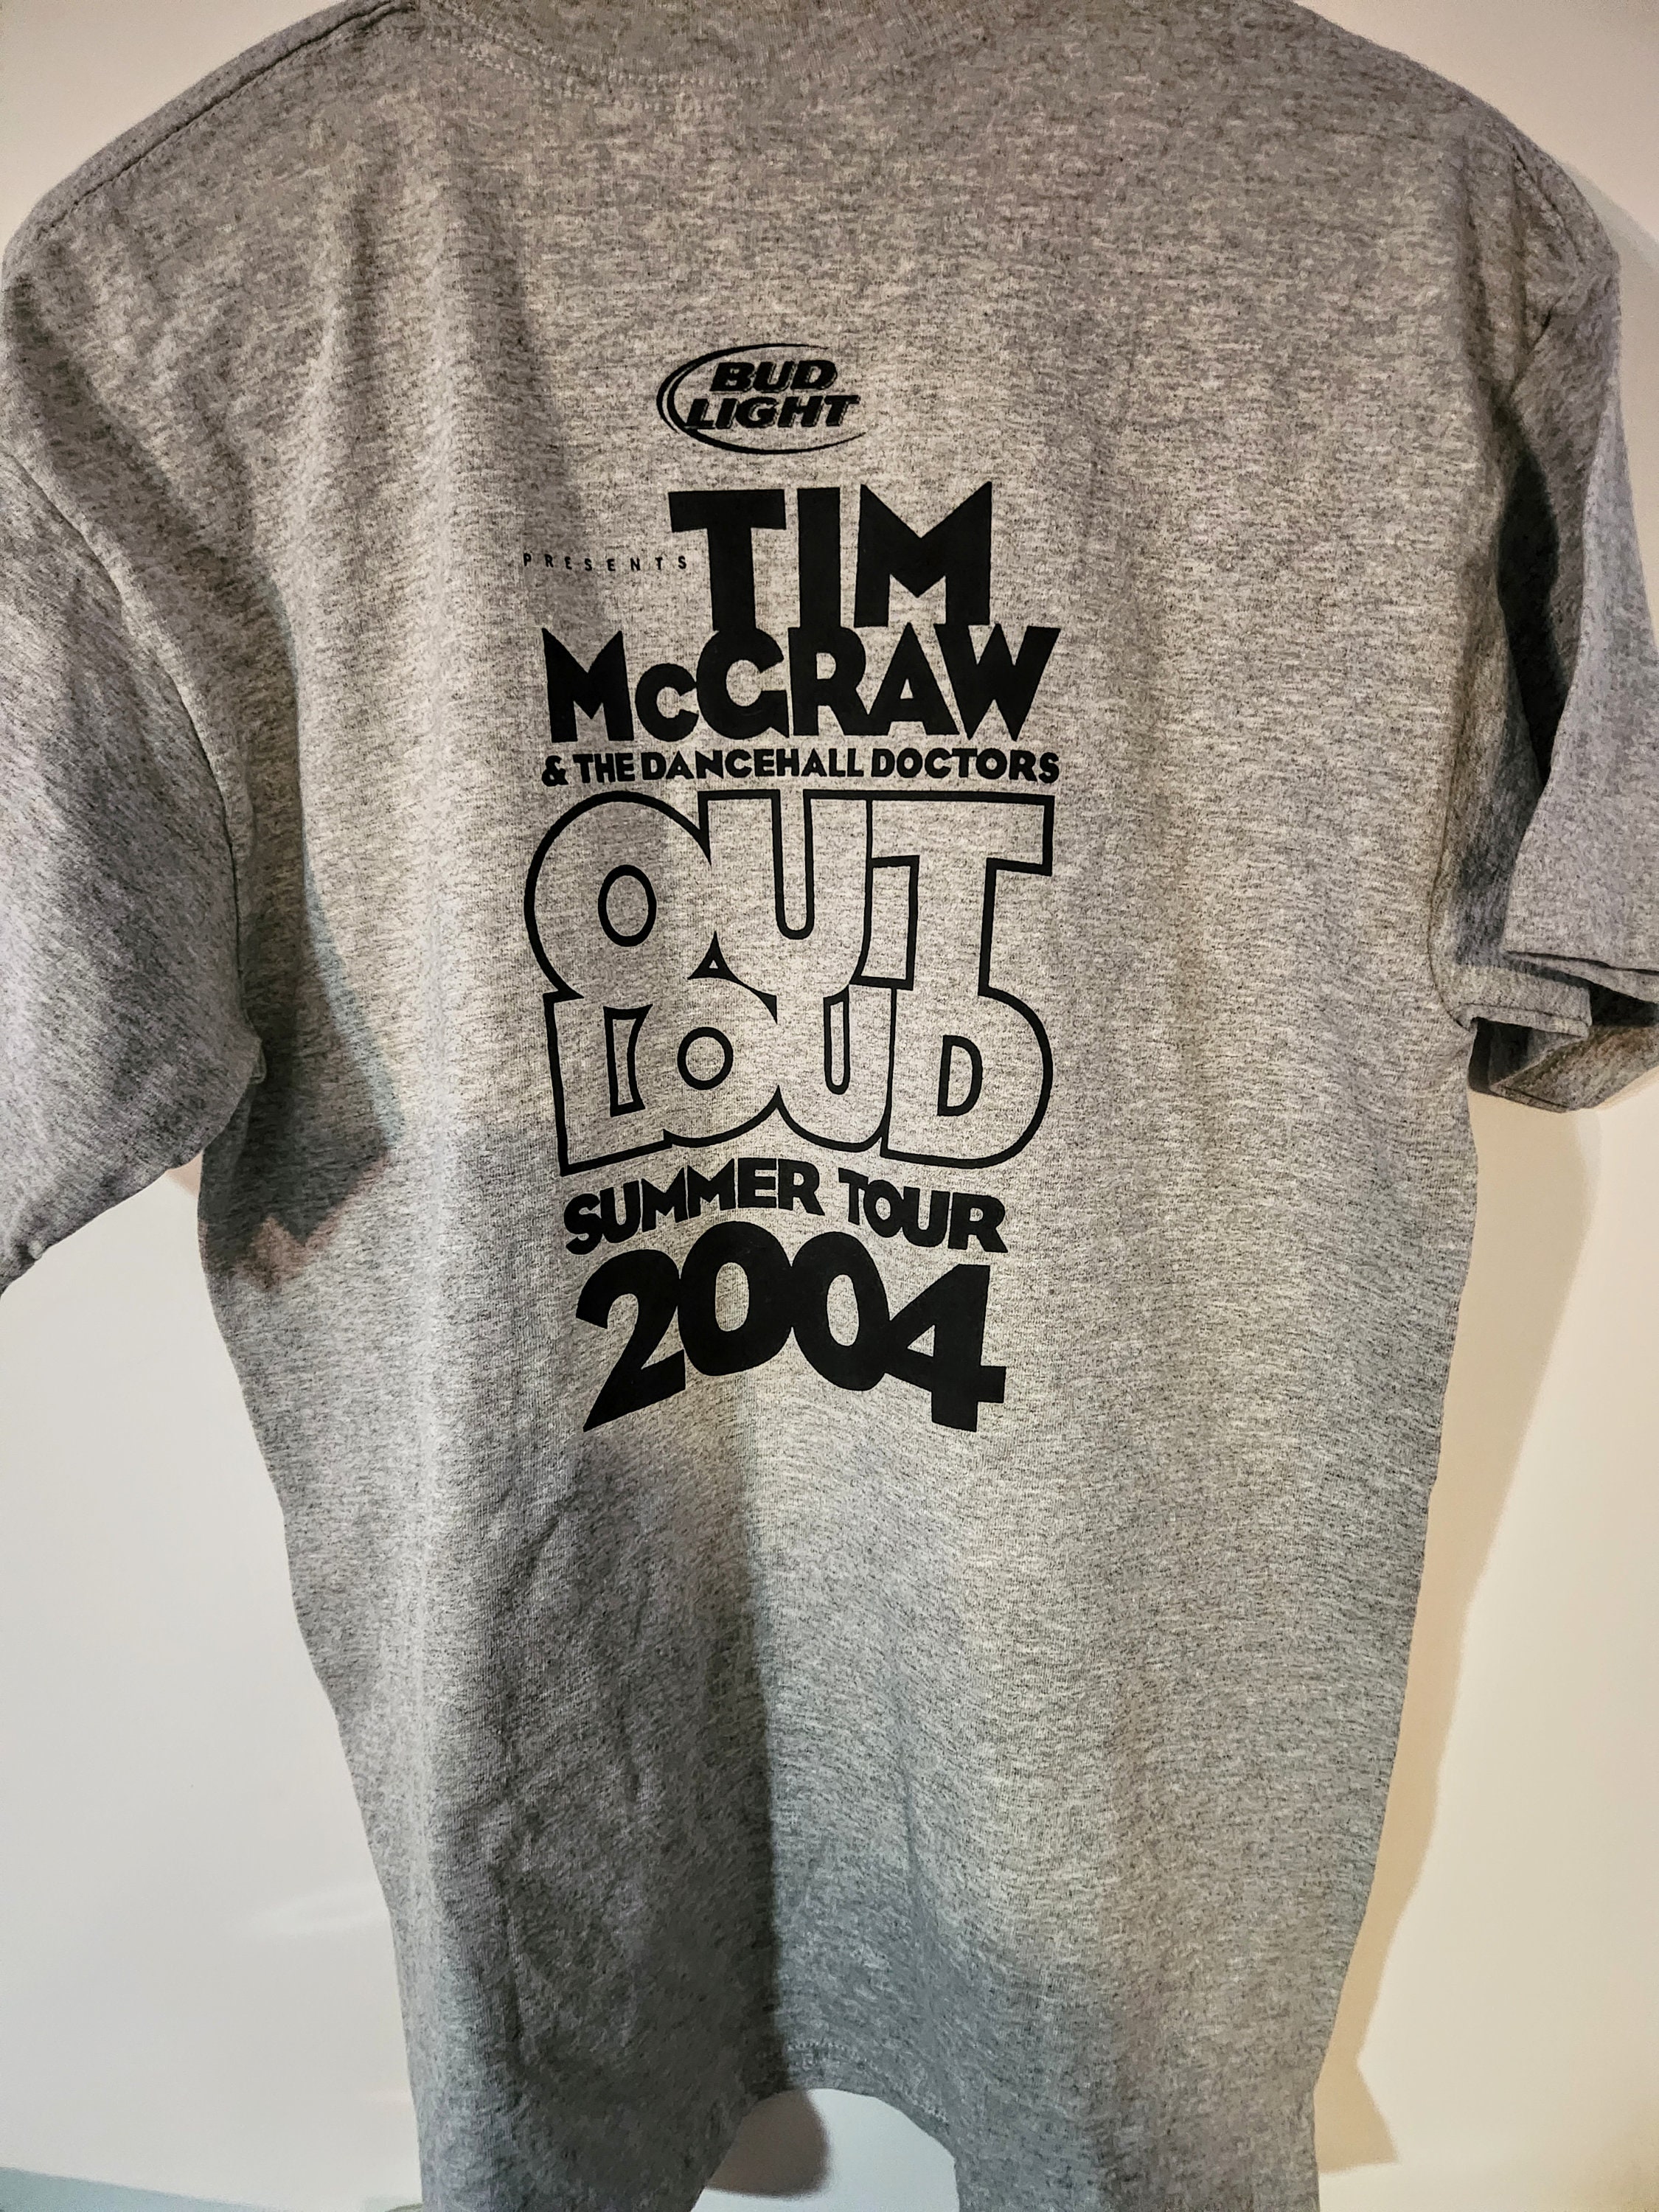 BUD
LIGHT
PRESENTS
TIM
McGRAW
& THE DANCEHALL DOCTORS
OUT
LOUD
SUMMER TOUR
2004